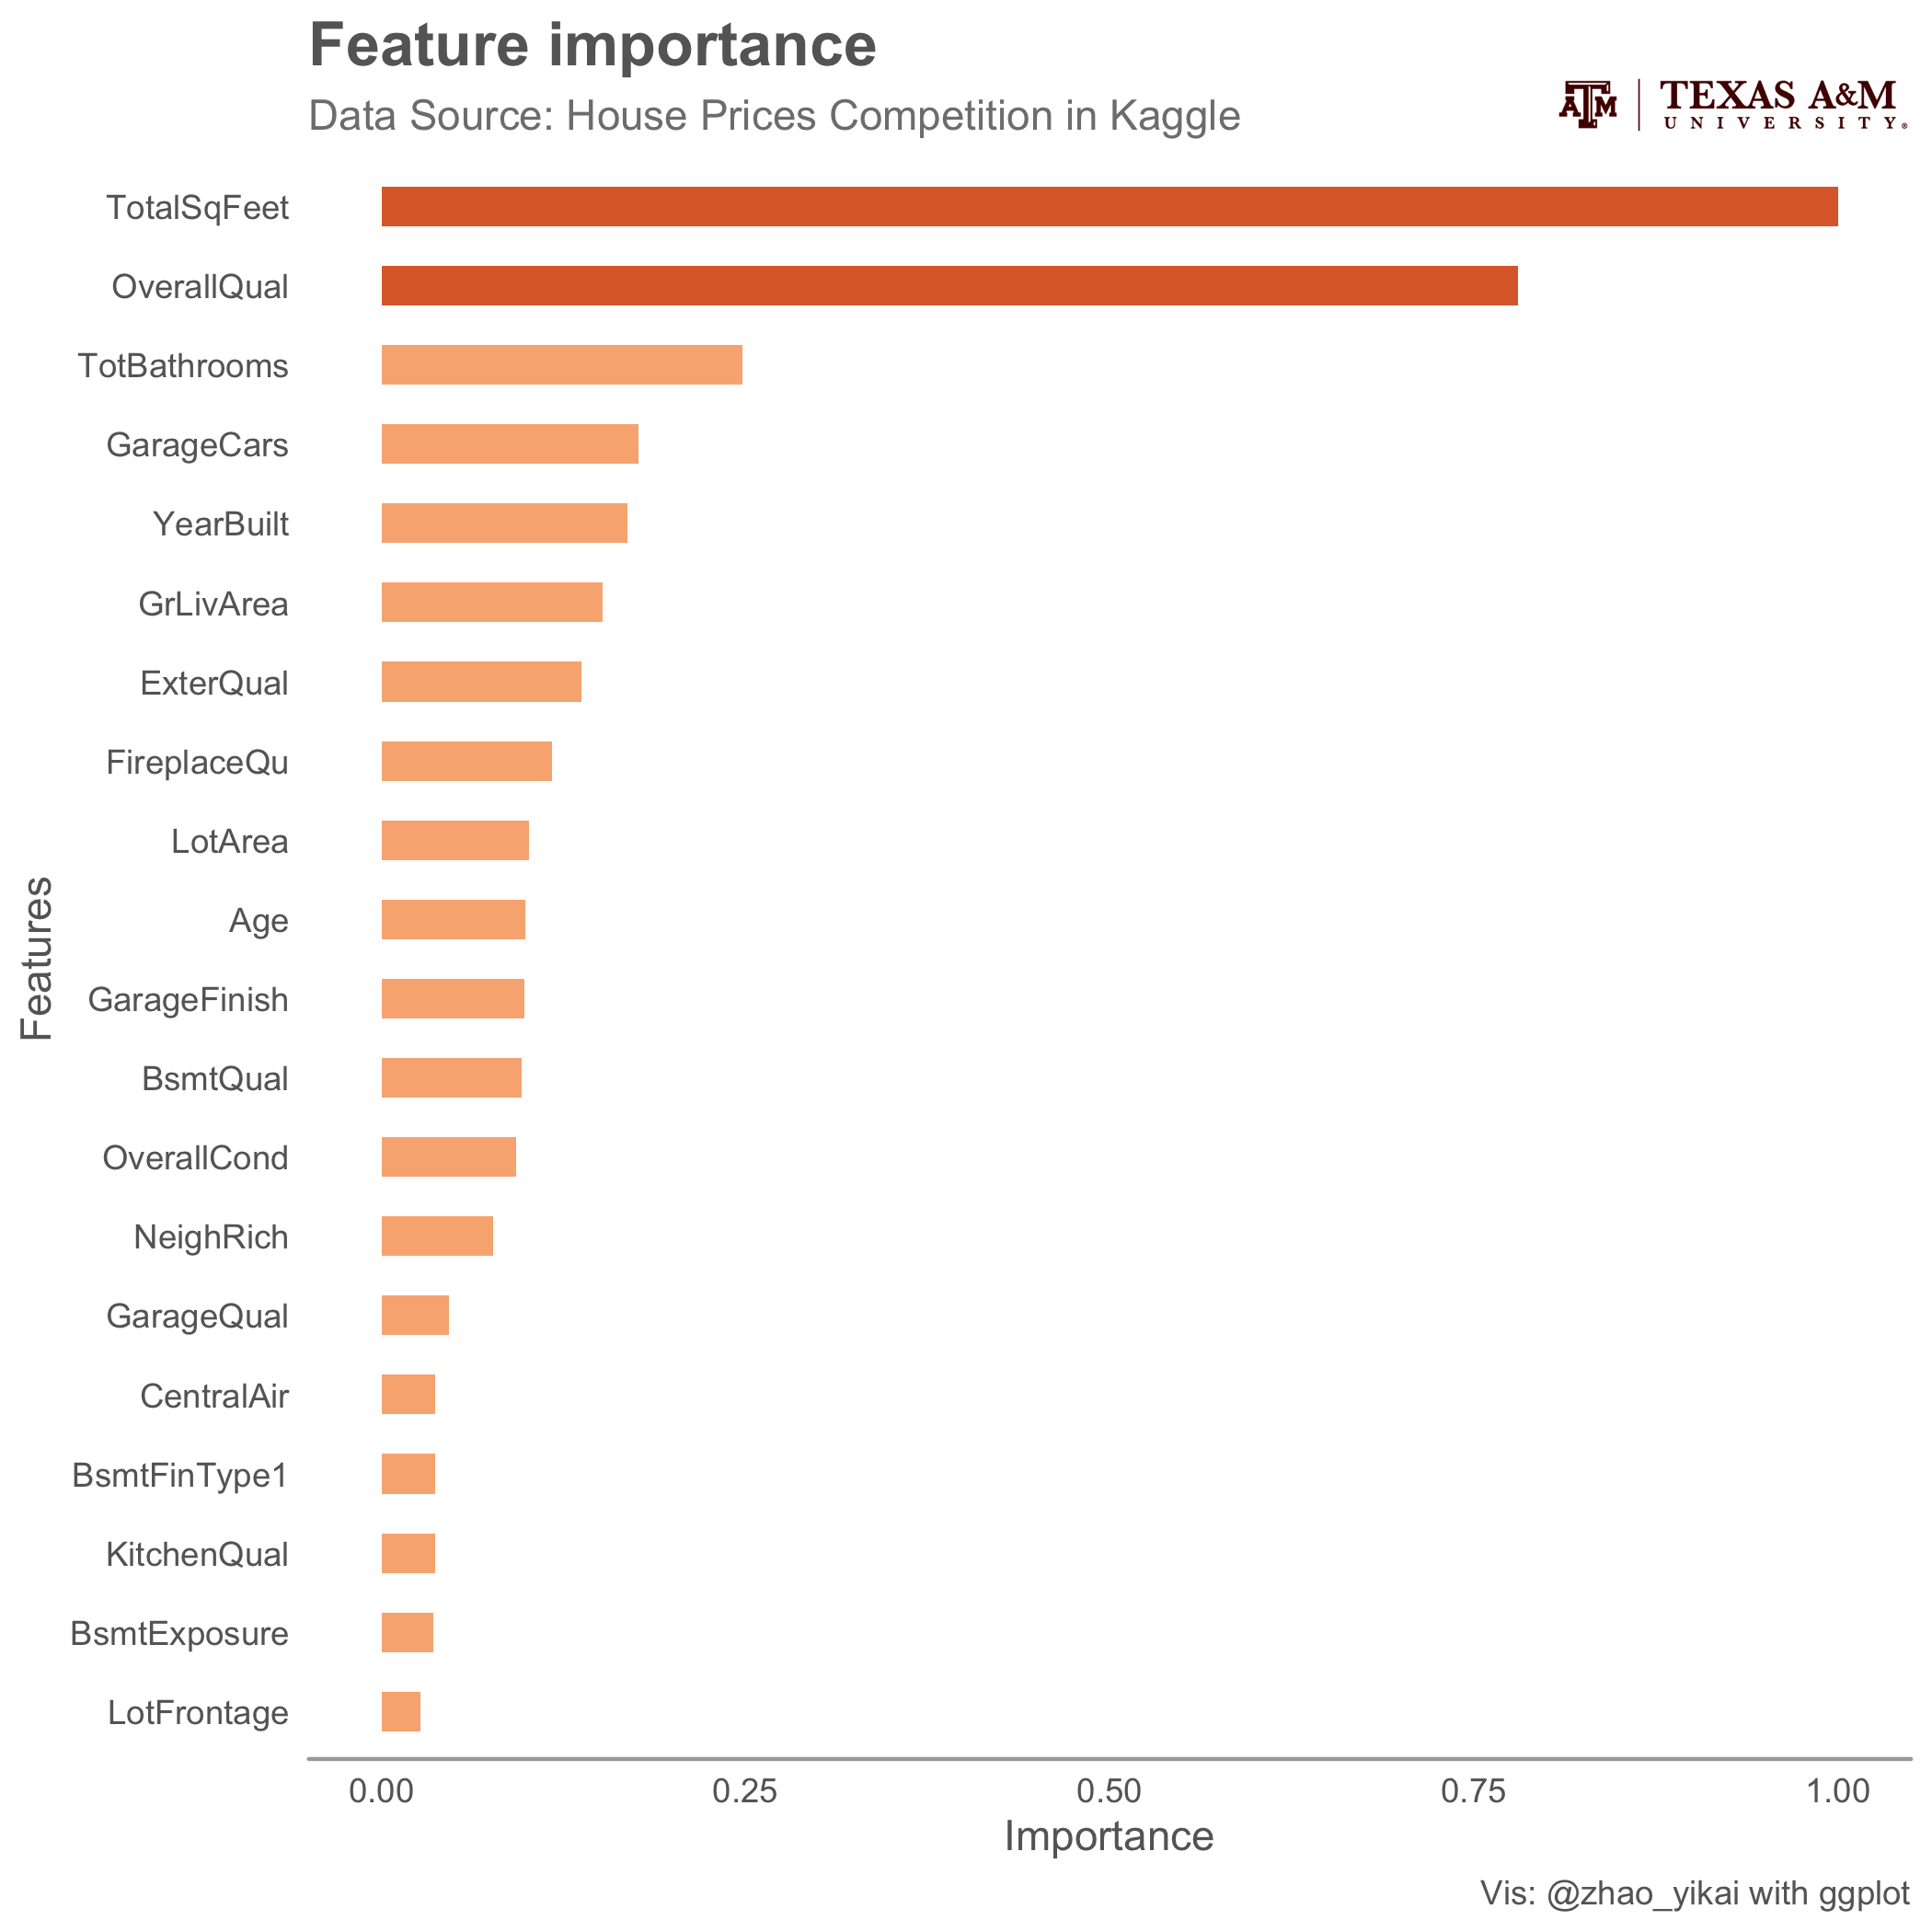 Feature importance
Data Source: House Prices Competition in Kaggle
ATM
TEXAS A&M
UNIVERSITY®
TotalSqFeet
OverallQual
TotBathrooms
GarageCars
YearBuilt
GrLivArea
ExterQual
FireplaceQu
LotArea
Age
GarageFinish
BsmtQual
OverallCond
NeighRich
GarageQual
CentralAir
BsmtFinType1
KitchenQual
BsmtExposure
LotFrontage
Features
0.00 0.25 0.50 0.75 1.00
Importance
Vis: @zhao_yikai with ggplot